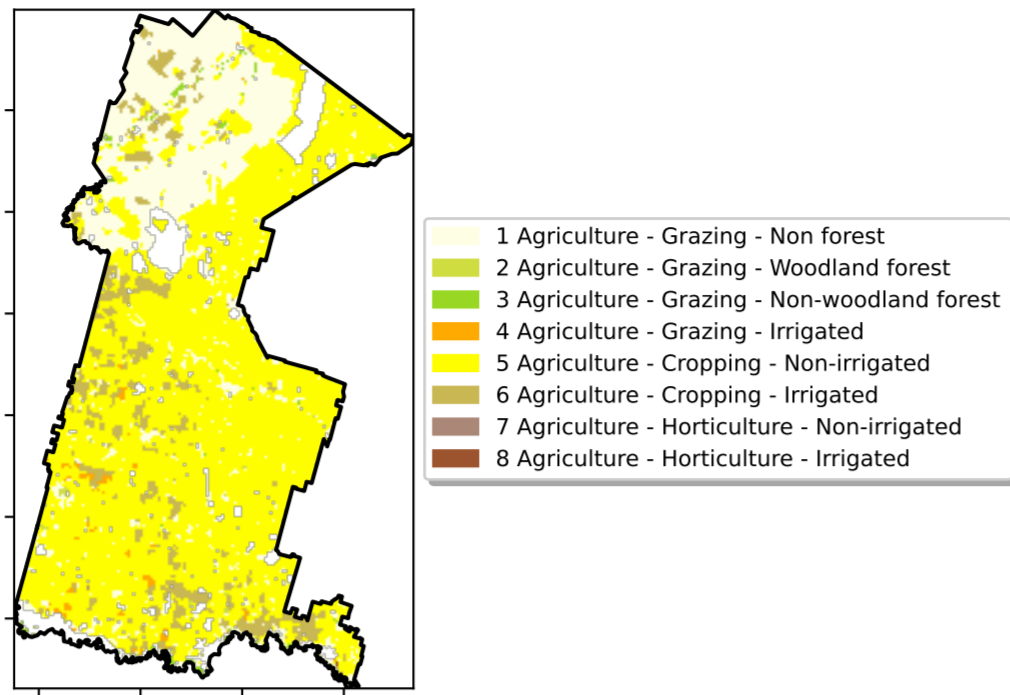 1 Agriculture - Grazing - Non forest
2 Agriculture - Grazing - Woodland forest
3 Agriculture - Grazing - Non-woodland forest
4 Agriculture - Grazing - Irrigated
5 Agriculture - Cropping - Non-irrigated
6 Agriculture - Cropping - Irrigated
7 Agriculture - Horticulture - Non-irrigated
8 Agriculture - Horticulture - Irrigated